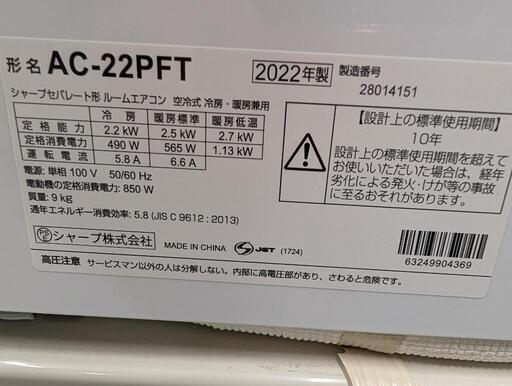 形 名 AC-22PFT 2022年製 製造番号
28014151
シャープセパレート形 ルームエアコン 空冷式 冷房・暖房兼用
冷 房 暖房標準 暖房低温
定 格 能 力 2.2 kW 2.5 kW 2.7 kW
定格消費電力 490 W 565 W 1.13 kW
運 転 電 流 5.8 A 6.6 A
電源: 単相 100 V 50/60 Hz
電動機の定格消費電力: 850 W
質量: 9 kg
通年エネルギー消費効率: 5.8 (JIS C 9612 : 2013)
【設計上の標準使用期間】
10年
設計上の標準使用期間を超えて
お使いいただいた場合は、経年
劣化による発火・けが等の事故
に至るおそれがあります。
PS E シャープ株式会社 MADE IN CHINA JET (1724)
63249904369
高圧注意 サービスマン以外の人は分解しない。内部に高電圧部があり、さわると危険です。